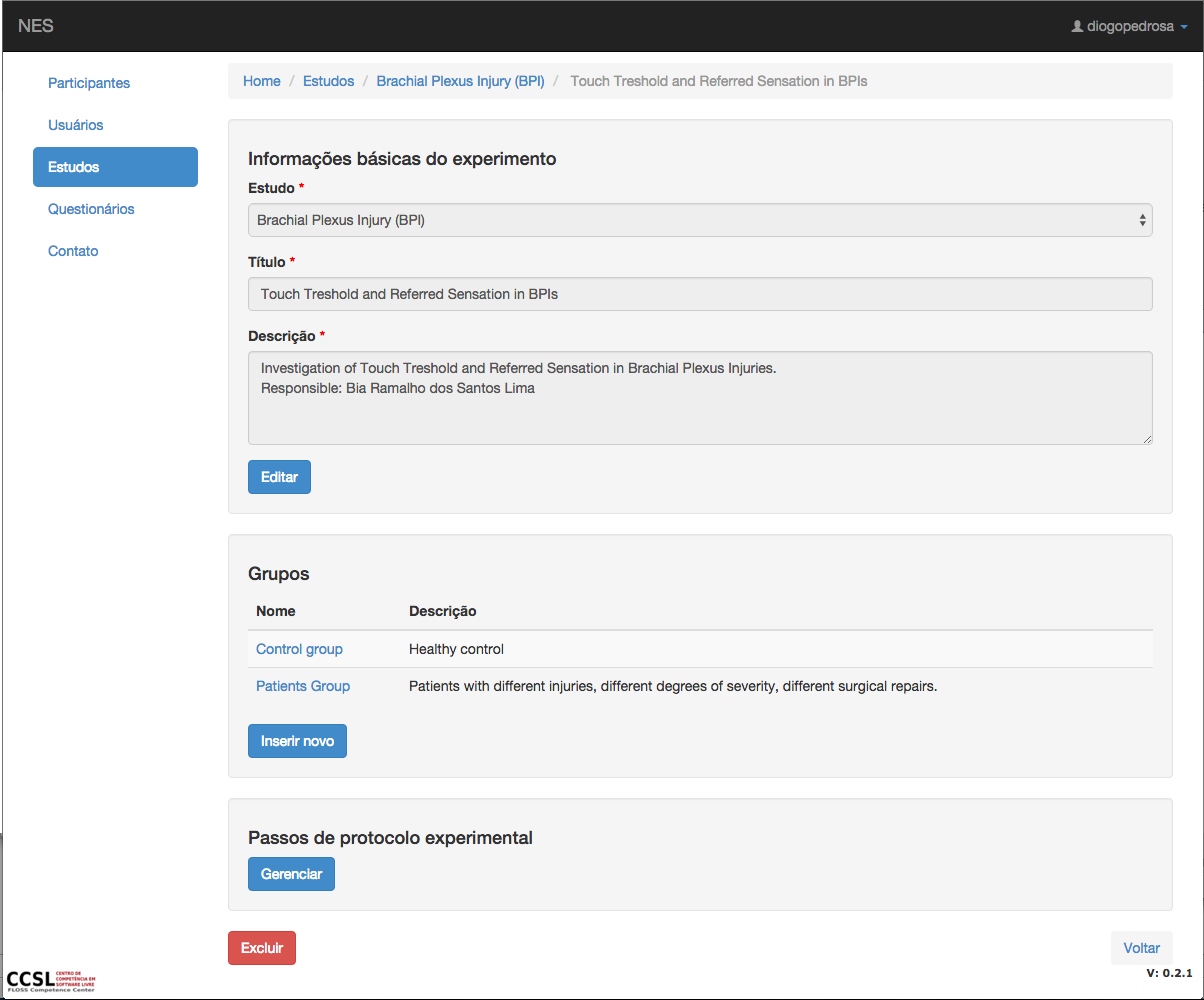 NES
diogopedrosa
Participantes
Usuários
Estudos
Questionários
Contato
Home / Estudos / Brachial Plexus Injury (BPI) / Touch Treshold and Referred Sensation in BPIs
Informações básicas do experimento
Estudo *
Brachial Plexus Injury (BPI)
Título *
Touch Treshold and Referred Sensation in BPIs
Descrição *
Investigation of Touch Treshold and Referred Sensation in Brachial Plexus Injuries.
Responsible: Bia Ramalho dos Santos Lima
Editar
Grupos
Nome Descrição
Control group Healthy control
Patients Group Patients with different injuries, different degrees of severity, different surgical repairs.
Inserir novo
Passos de protocolo experimental
Gerenciar
Excluir
Voltar
V: 0.2.1
CCSL
CENTRO DE
COMPETÊNCIA EM
SOFTWARE LIVRE
FLOSS Competence Center